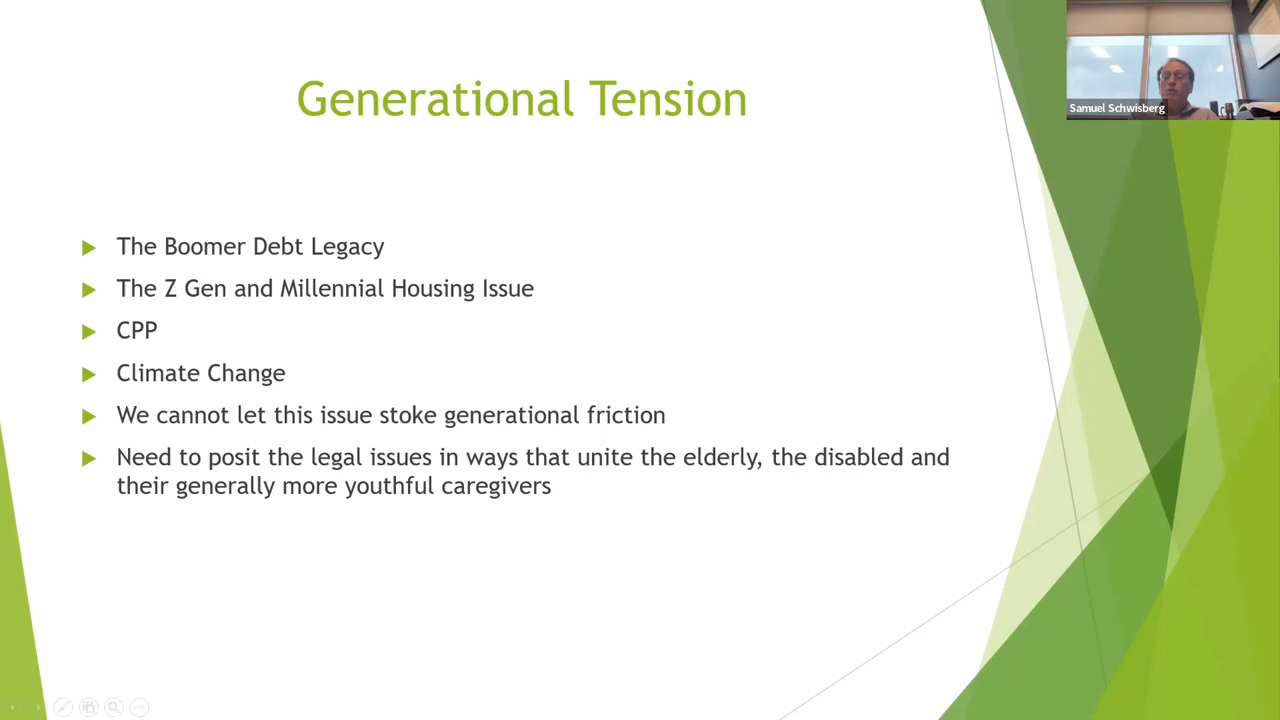 Generational Tension
Samuel Schwisberg
The Boomer Debt Legacy
The Z Gen and Millennial Housing Issue
CPP
Climate Change
We cannot let this issue stoke generational friction
Need to posit the legal issues in ways that unite the elderly, the disabled and
their generally more youthful caregivers